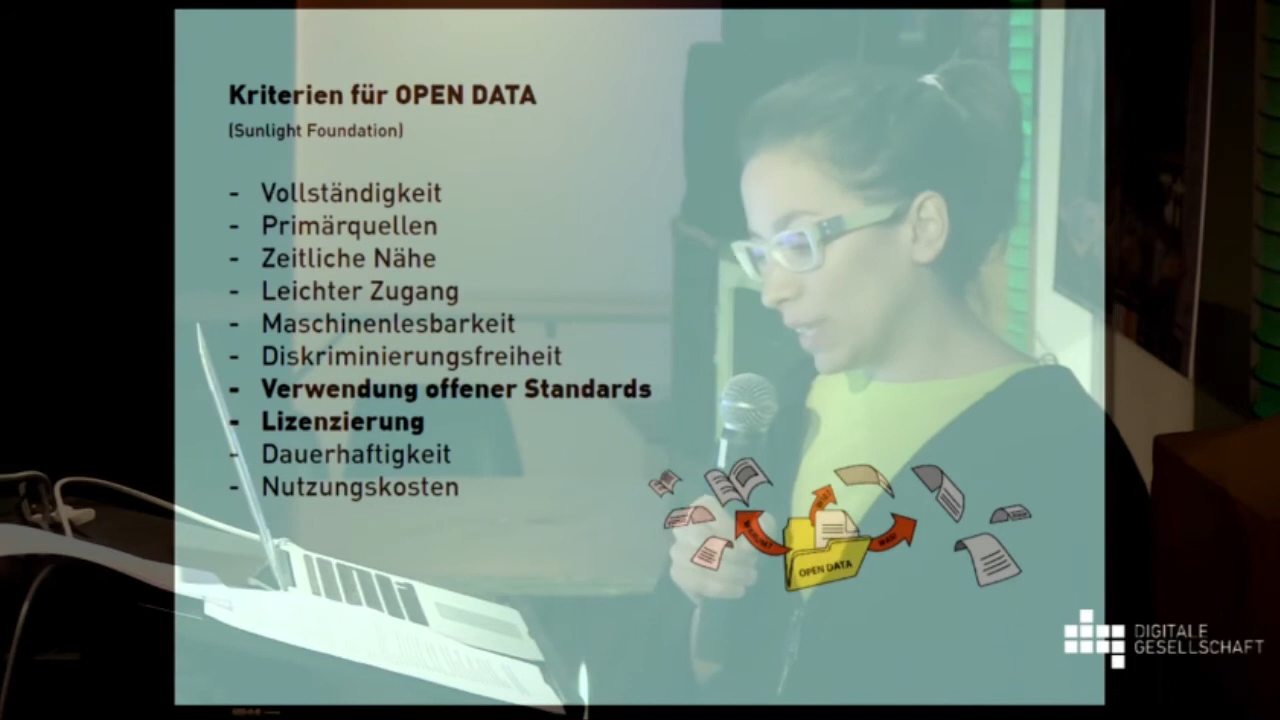 Kriterien für OPEN DATA
(Sunlight Foundation)
- Vollständigkeit
- Primärquellen
- Zeitliche Nähe
- Leichter Zugang
- Maschinenlesbarkeit
- Diskriminierungsfreiheit
- Verwendung offener Standards
- Lizenzierung
- Dauerhaftigkeit
- Nutzungskosten
WAS?
OPEN DATA
DIGITALE
GESELLSCHAFT